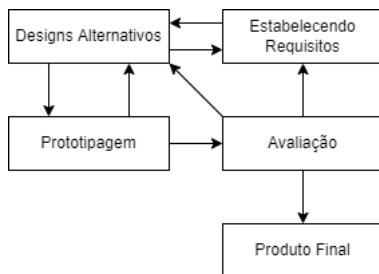 Designs Alternativos
Estabelecendo
Requisitos
Prototipagem
Avaliação
Produto Final